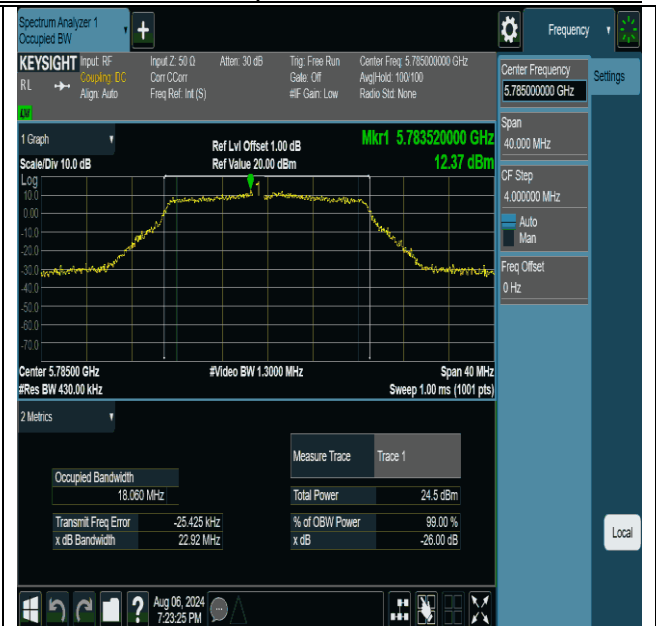 Spectrum Analyzer 1
Occupied BW
Frequency
KEYSIGHT
RL
Input: RF
Coupling: DC
Align: Auto
Input Z: 50 Ω
Corr CCorr
Freq Ref: Int (S)
Atten: 30 dB
Trig: Free Run
Gate: Off
#IF Gain: Low
Center Freq: 5.785000000 GHz
Avg|Hold: 100/100
Radio Std: None
Center Frequency
5.785000000 GHz
Settings
Span
40.000 MHz
CF Step
4.000000 MHz
Auto
Man
Freq Offset
0 Hz
Local
1 Graph
Scale/Div 10.0 dB
Ref Lvl Offset 1.00 dB
Ref Value 20.00 dBm
Mkr1 5.783520000 GHz
12.37 dBm
Log
10.0
0.00
-10.0
-20.0
-30.0
-40.0
-50.0
-60.0
-70.0
1
Center 5.78500 GHz
#Res BW 430.00 kHz
#Video BW 1.3000 MHz
Span 40 MHz
Sweep 1.00 ms (1001 pts)
2 Metrics
Measure Trace Trace 1
Occupied Bandwidth
18.060 MHz
Total Power 24.5 dBm
Transmit Freq Error -25.425 kHz
% of OBW Power 99.00 %
x dB Bandwidth 22.92 MHz
x dB -26.00 dB
?
Aug 06, 2024
7:23:25 PM